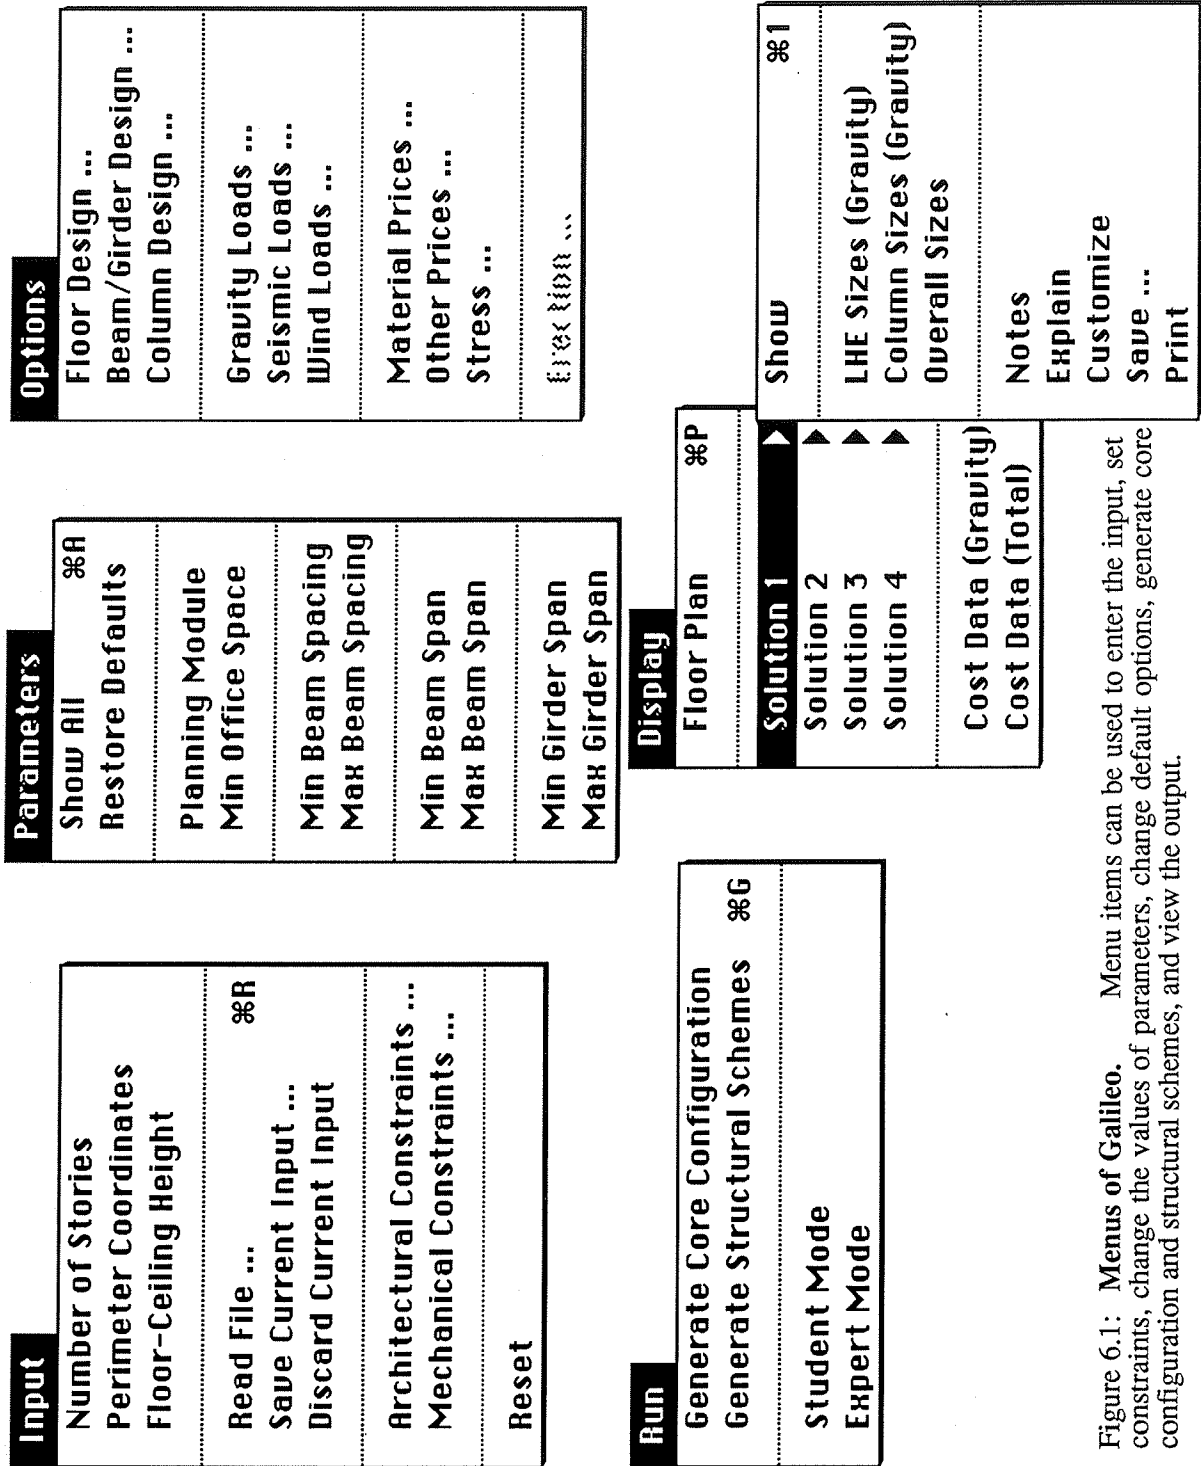 Input
Number of Stories
Perimeter Coordinates
Floor-Ceiling Height
Read File ... ⌘R
Save Current Input ...
Discard Current Input
Architectural Constraints ...
Mechanical Constraints ...
Reset
Parameters
Show All ⌘A
Restore Defaults
Planning Module
Min Office Space
Min Beam Spacing
Max Beam Spacing
Min Beam Span
Max Beam Span
Min Girder Span
Max Girder Span
Options
Floor Design ...
Beam/Girder Design ...
Column Design ...
Gravity Loads ...
Seismic Loads ...
Wind Loads ...
Material Prices ...
Other Prices ...
Stress ...
Erection ...
Run
Generate Core Configuration
Generate Structural Schemes ⌘G
Student Mode
Expert Mode
Display
Floor Plan ⌘P
Solution 1
Solution 2
Solution 3
Solution 4
Cost Data (Gravity)
Cost Data (Total)
Show ⌘1
LHE Sizes (Gravity)
Column Sizes (Gravity)
Overall Sizes
Notes
Explain
Customize
Save ...
Print
Figure 6.1: Menus of Galileo. Menu items can be used to enter the input, set
constraints, change the values of parameters, change default options, generate core
configuration and structural schemes, and view the output.